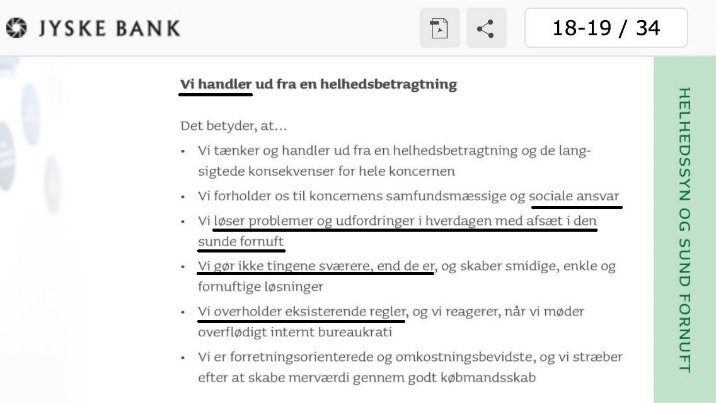 JYSKE BANK
18-19 / 34
Vi handler ud fra en helhedsbetragtning
Det betyder, at...
• Vi tænker og handler ud fra en helhedsbetragtning og de lang-
sigtede konsekvenser for hele koncernen
• Vi forholder os til koncernens samfundsmæssige og sociale ansvar
• Vi løser problemer og udfordringer i hverdagen med afsæt i den
sunde fornuft
• Vi gør ikke tingene sværere, end de er, og skaber smidige, enkle og
fornuftige løsninger
• Vi overholder eksisterende regler, og vi reagerer, når vi møder
overflødigt internt bureaukrati
• Vi er forretningsorienterede og omkostningsbevidste, og vi stræber
efter at skabe merværdi gennem godt købmandsskab
HELHEDSSYN OG SUND FORNUFT